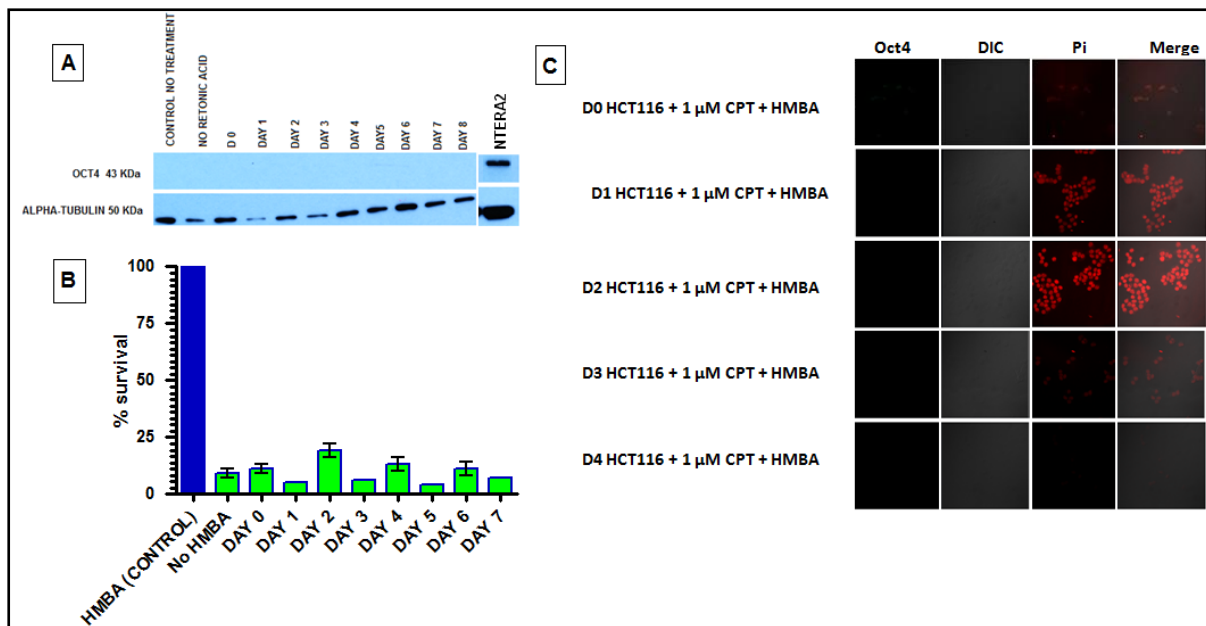 A
CONTROL NO TREATMENT
NO RETONIC ACID
D 0
DAY 1
DAY 2
DAY 3
DAY 4
DAY5
DAY 6
DAY 7
DAY 8
NTERA2
OCT4 43 KDa
ALPHA-TUBULIN 50 KDa
B
% survival
100
75
50
25
0
HMBA (CONTROL)
No HMBA
DAY 0
DAY 1
DAY 2
DAY 3
DAY 4
DAY 5
DAY 6
DAY 7
C
Oct4 DIC Pi Merge
D0 HCT116 + 1 µM CPT + HMBA
D1 HCT116 + 1 µM CPT + HMBA
D2 HCT116 + 1 µM CPT + HMBA
D3 HCT116 + 1 µM CPT + HMBA
D4 HCT116 + 1 µM CPT + HMBA